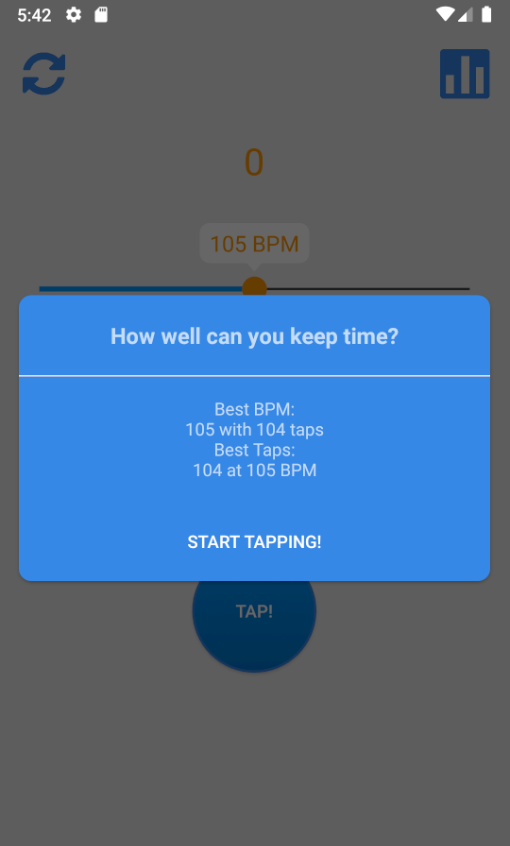 5:42
0
105 BPM
How well can you keep time?
Best BPM:
105 with 104 taps
Best Taps:
104 at 105 BPM
START TAPPING!
TAP!